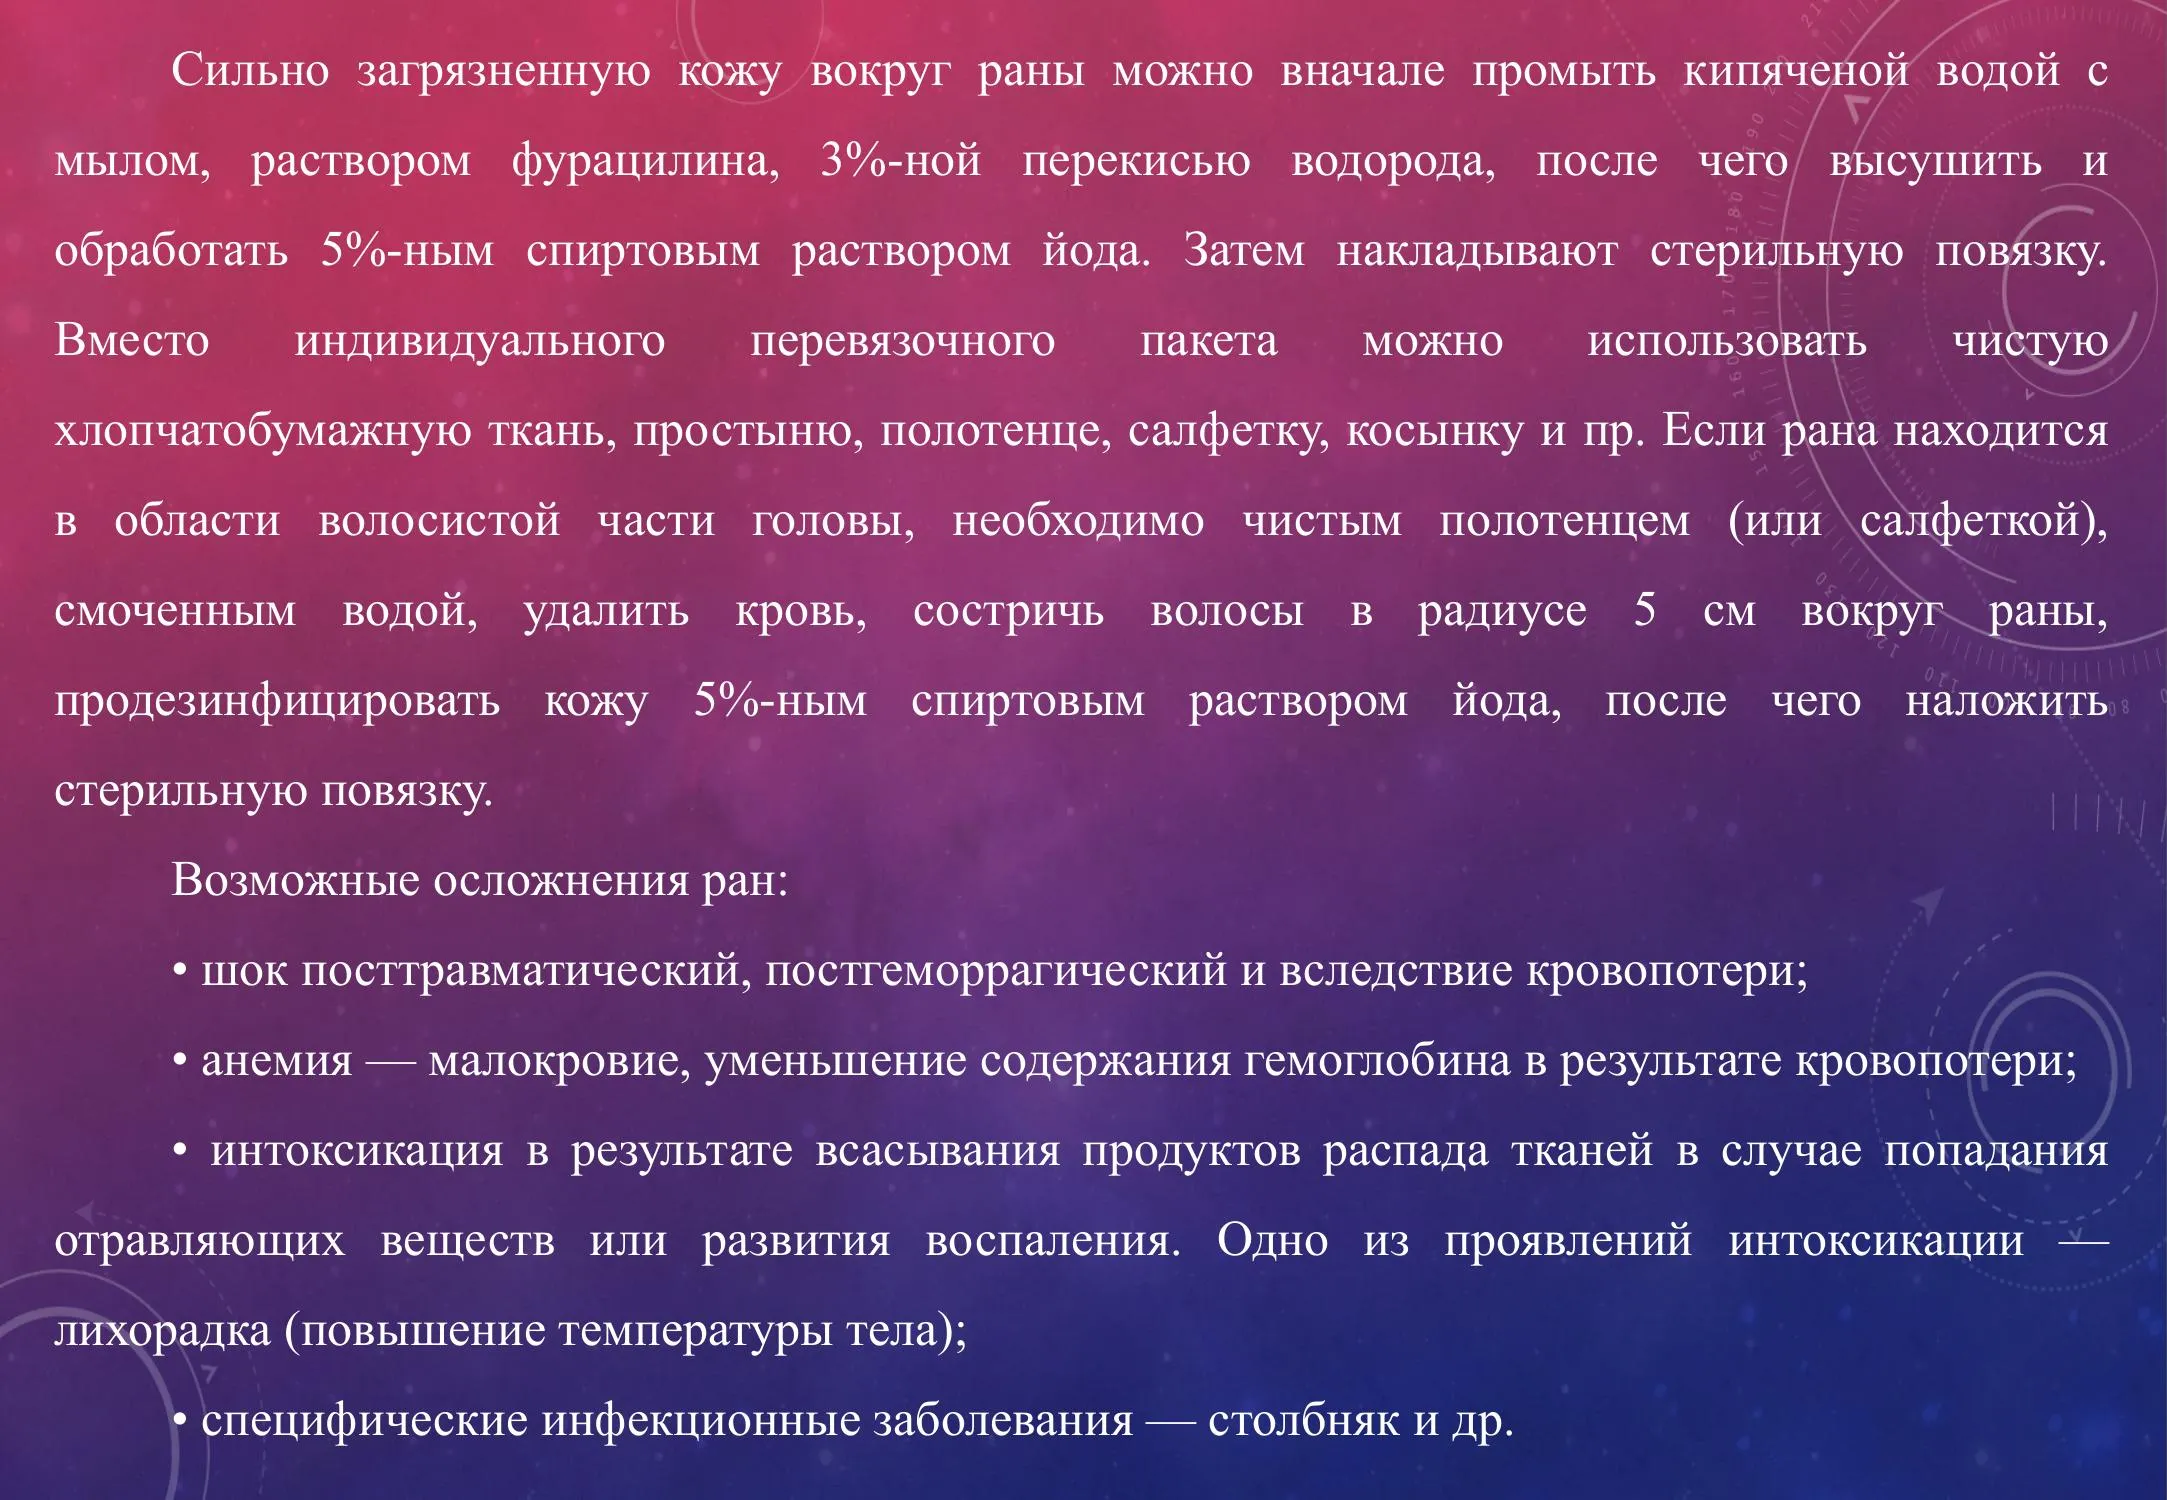 Сильно загрязненную кожу вокруг раны можно вначале промыть кипяченой водой с
мылом, раствором фурацилина, 3%-ной перекисью водорода, после чего высушить и
обработать 5%-ным спиртовым раствором йода. Затем накладывают стерильную повязку.
Вместо индивидуального перевязочного пакета можно использовать чистую
хлопчатобумажную ткань, простыню, полотенце, салфетку, косынку и пр. Если рана находится
в области волосистой части головы, необходимо чистым полотенцем (или салфеткой),
смоченным водой, удалить кровь, состричь волосы в радиусе 5 см вокруг раны,
продезинфицировать кожу 5%-ным спиртовым раствором йода, после чего наложить
стерильную повязку.
Возможные осложнения ран:
• шок посттравматический, постгеморрагический и вследствие кровопотери;
• анемия — малокровие, уменьшение содержания гемоглобина в результате кровопотери;
• интоксикация в результате всасывания продуктов распада тканей в случае попадания
отравляющих веществ или развития воспаления. Одно из проявлений интоксикации —
лихорадка (повышение температуры тела);
• специфические инфекционные заболевания — столбняк и др.